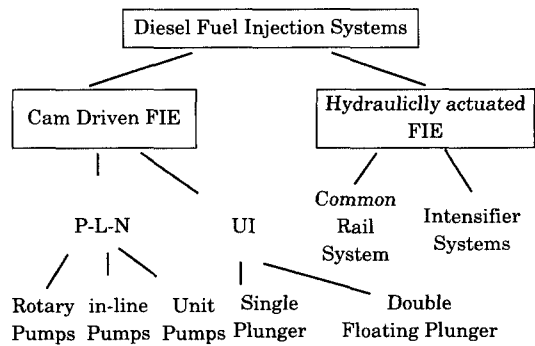 Diesel Fuel Injection Systems
Cam Driven FIE
Hydrauliclly actuated
FIE
P-L-N
UI
Common
Rail
System
Intensifier
Systems
Rotary
Pumps
in-line
Pumps
Unit
Pumps
Single
Plunger
Double
Floating Plunger